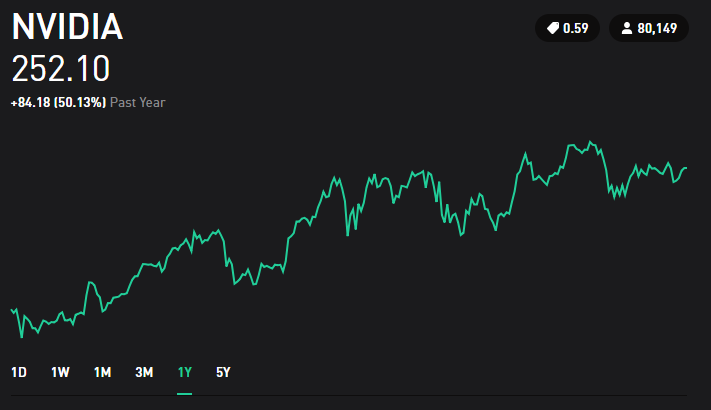 NVIDIA
0.59 80,149
252.10
+84.18 (50.13%) Past Year
1D 1W 1M 3M 1Y 5Y